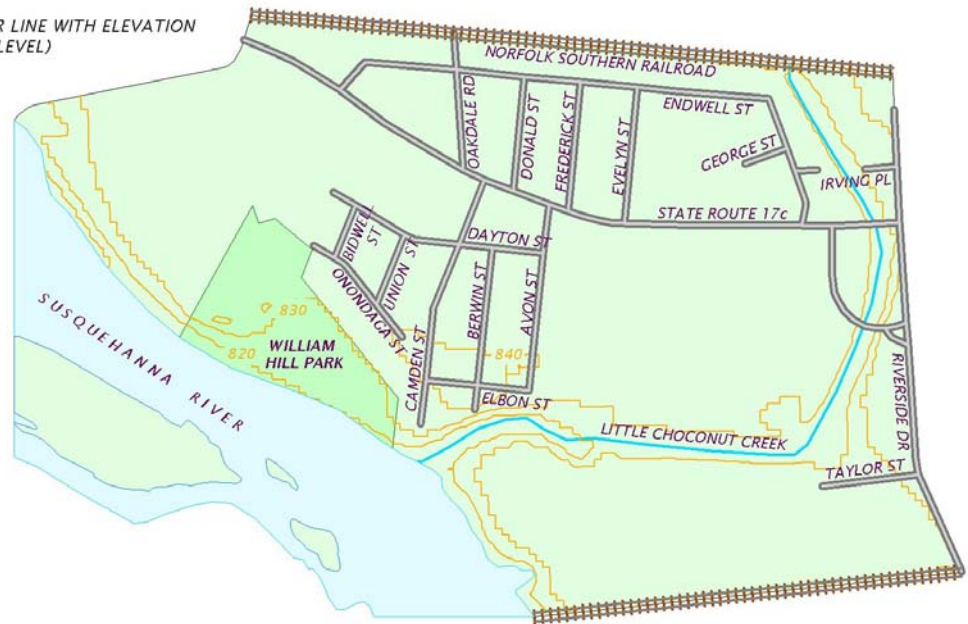 R LINE WITH ELEVATION
LEVEL)
NORFOLK SOUTHERN RAILROAD
OAKDALE RD
DONALD ST
FREDERICK ST
EVELYN ST
ENDWELL ST
GEORGE ST
IRVING PL
STATE ROUTE 17c
BIDWELL
ST
UNION ST
ONONDAGA ST
DAYTON ST
BERWIN ST
AVON ST
CAMDEN ST
SUSQUEHANNA RIVER
830
820
WILLIAM
HILL PARK
840
ELBON ST
LITTLE CHOCONUT CREEK
RIVERSIDE DR
TAYLOR ST